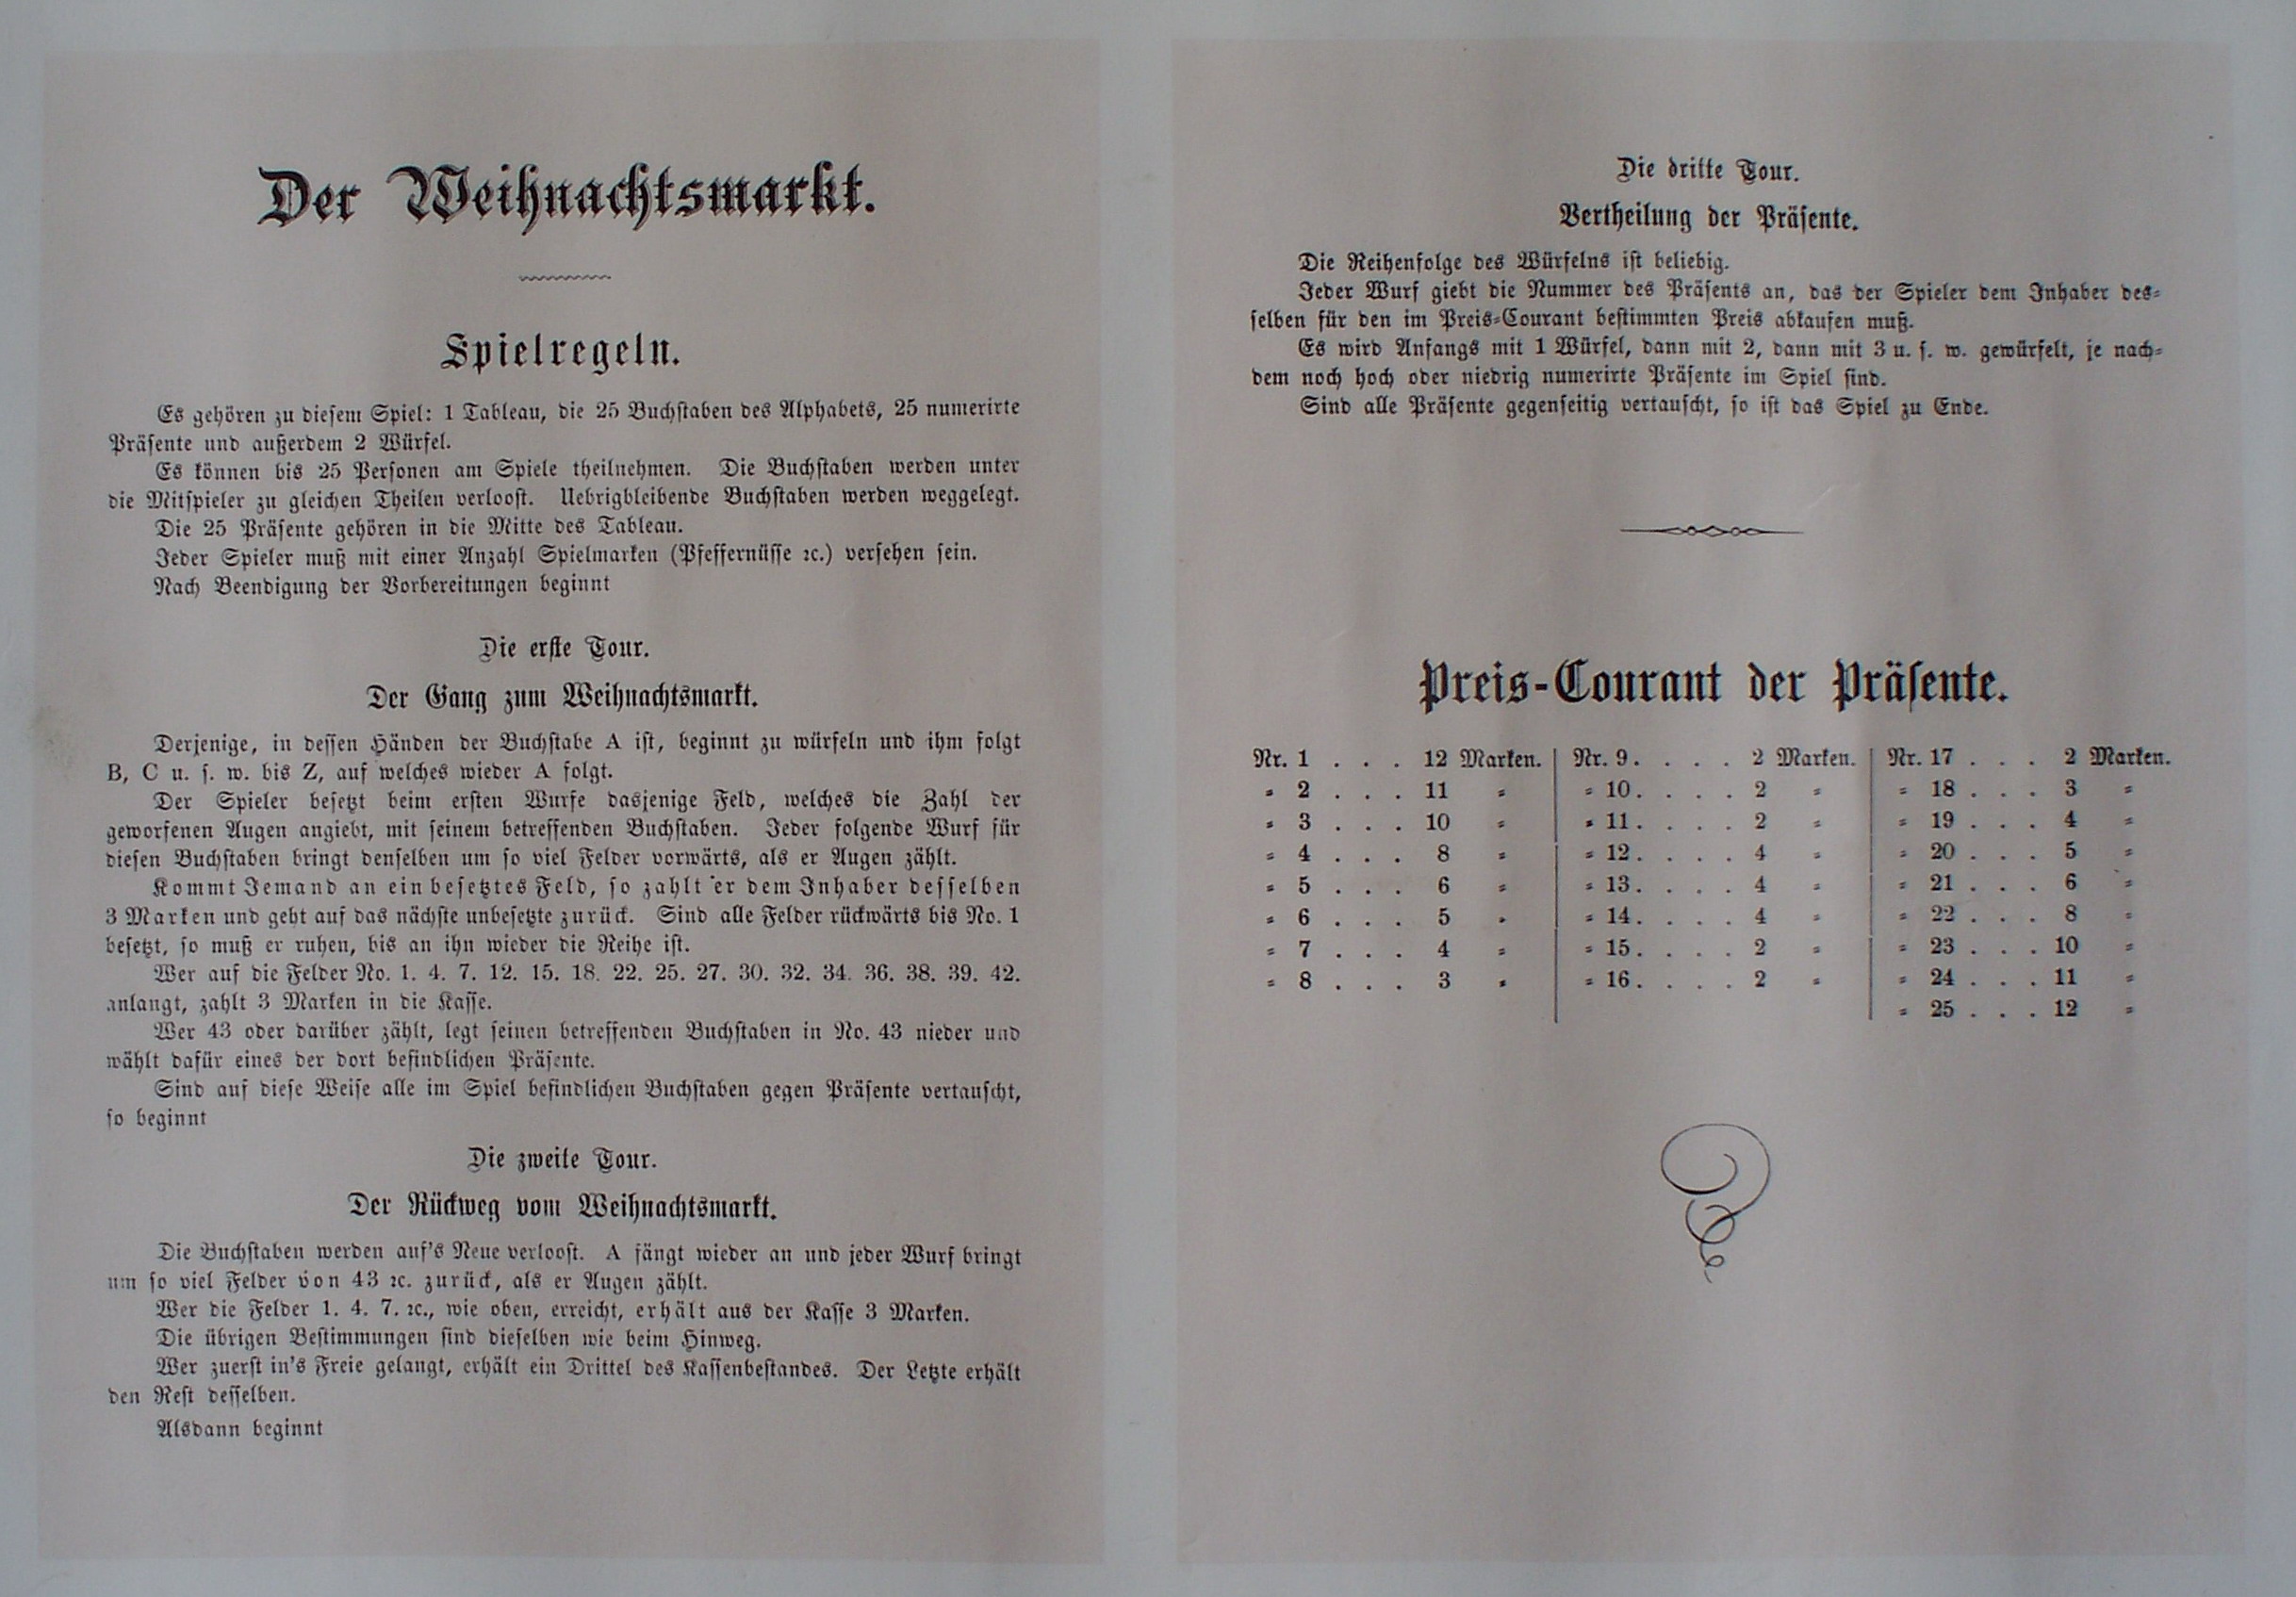 Der Weihnachtsmarkt.
Spielregeln.
Es gehören zu diesem Spiel: 1 Tableau, die 25 Buchstaben des Alphabets, 25 numerirte
Präsente und außerdem 2 Würfel.
Es können bis 25 Personen am Spiele theilnehmen. Die Buchstaben werden unter
die Mitspieler zu gleichen Theilen verloost. Uebrigbleibende Buchstaben werden weggelegt.
Die 25 Präsente gehören in die Mitte des Tableau.
Jeder Spieler muß mit einer Anzahl Spielmarken (Pfeffernüsse ꝛc.) versehen sein.
Nach Beendigung der Vorbereitungen beginnt
Die erste Tour.
Der Gang zum Weihnachtsmarkt.
Derjenige, in dessen Händen der Buchstabe A ist, beginnt zu würfeln und ihm folgt
B, C u. s. w. bis Z, auf welches wieder A folgt.
Der Spieler besetzt beim ersten Wurfe dasjenige Feld, welches die Zahl der
geworfenen Augen angiebt, mit seinem betreffenden Buchstaben. Jeder folgende Wurf für
diesen Buchstaben bringt denselben um so viel Felder vorwärts, als er Augen zählt.
Kommt Jemand an ein besetztes Feld, so zahlt er dem Inhaber desselben
3 Marken und geht auf das nächste unbesetzte zurück. Sind alle Felder rückwärts bis No. 1
besetzt, so muß er ruhen, bis an ihn wieder die Reihe ist.
Wer auf die Felder No. 1. 4. 7. 12. 15. 18. 22. 25. 27. 30. 32. 34. 36. 38. 39. 42.
anlangt, zahlt 3 Marken in die Kasse.
Wer 43 oder darüber zählt, legt seinen betreffenden Buchstaben in No. 43 nieder und
wählt dafür eines der dort befindlichen Präsente.
Sind auf diese Weise alle im Spiel befindlichen Buchstaben gegen Präsente vertauscht,
so beginnt
Die zweite Tour.
Der Rückweg vom Weihnachtsmarkt.
Die Buchstaben werden auf's Neue verloost. A fängt wieder an und jeder Wurf bringt
um so viel Felder von 43 ꝛc. zurück, als er Augen zählt.
Wer die Felder 1. 4. 7. ꝛc., wie oben, erreicht, erhält aus der Kasse 3 Marken.
Die übrigen Bestimmungen sind dieselben wie beim Hinweg.
Wer zuerst in's Freie gelangt, erhält ein Drittel des Kassenbestandes. Der Letzte erhält
den Rest desselben.
Alsdann beginnt
Die dritte Tour.
Vertheilung der Präsente.
Die Reihenfolge des Würfelns ist beliebig.
Jeder Wurf giebt die Nummer des Präsents an, das der Spieler dem Inhaber des-
selben für den im Preis-Courant bestimmten Preis abkaufen muß.
Es wird Anfangs mit 1 Würfel, dann mit 2, dann mit 3 u. s. w. gewürfelt, je nach-
dem noch hoch oder niedrig numerirte Präsente im Spiel sind.
Sind alle Präsente gegenseitig vertauscht, so ist das Spiel zu Ende.
Preis-Courant der Präsente.
Nr. 1 . . . 12 Marken.
" 2 . . . 11 "
" 3 . . . 10 "
" 4 . . . 8 "
" 5 . . . 6 "
" 6 . . . 5 "
" 7 . . . 4 "
" 8 . . . 3 "
Nr. 9 . . . . 2 Marken.
" 10 . . . . 2 "
" 11 . . . . 2 "
" 12 . . . . 4 "
" 13 . . . . 4 "
" 14 . . . . 4 "
" 15 . . . . 2 "
" 16 . . . . 2 "
Nr. 17 . . . 2 Marken.
" 18 . . . 3 "
" 19 . . . 4 "
" 20 . . . 5 "
" 21 . . . 6 "
" 22 . . . 8 "
" 23 . . . 10 "
" 24 . . . 11 "
" 25 . . . 12 "